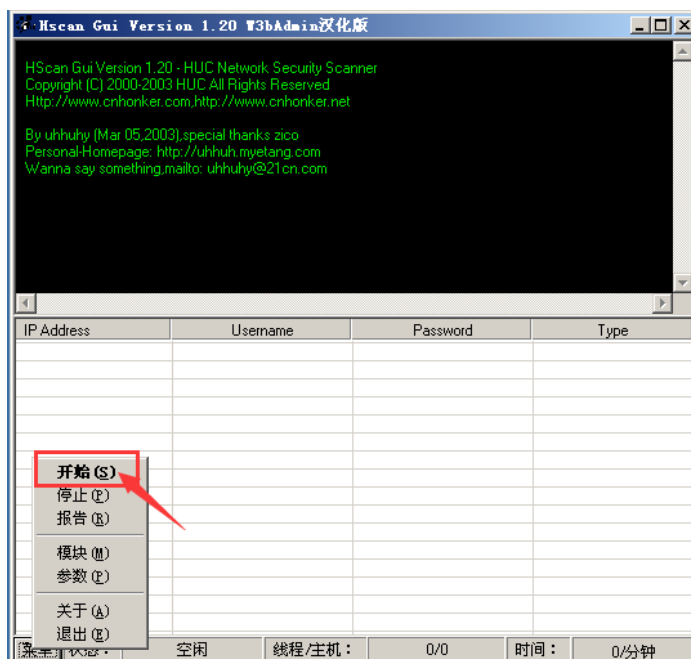 Hscan Gui Version 1.20 W3bAdmin汉化版
HScan Gui Version 1.20 - HUC Network Security Scanner
Copyright (C) 2000-2003 HUC All Rights Reserved
Http://www.cnhonker.com,http://www.cnhonker.net
By uhhuhy (Mar 05,2003),special thanks zico
Personal-Homepage: http://uhhuh.myetang.com
Wanna say something,mailto: uhhuhy@21cn.com
IP Address Username Password Type
开始(S)
停止(P)
报告(R)
模块(M)
参数(P)
关于(A)
退出(E)
菜单 状态： 空闲 线程/主机： 0/0 时间： 0/分钟